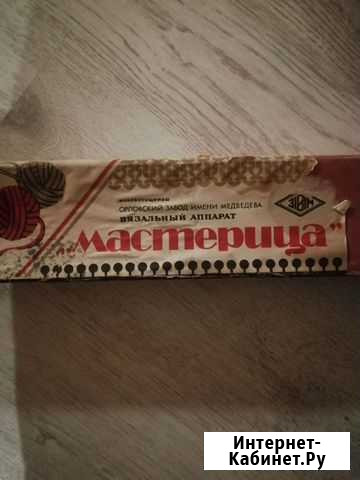 ОРЛОВСКИЙ ЗАВОД ИМЕНИ МЕДВЕДЕВА
ВЯЗАЛЬНЫЙ АППАРАТ
ЗИМ
„Мастерица"
Интернет-
Кабинет.Ру